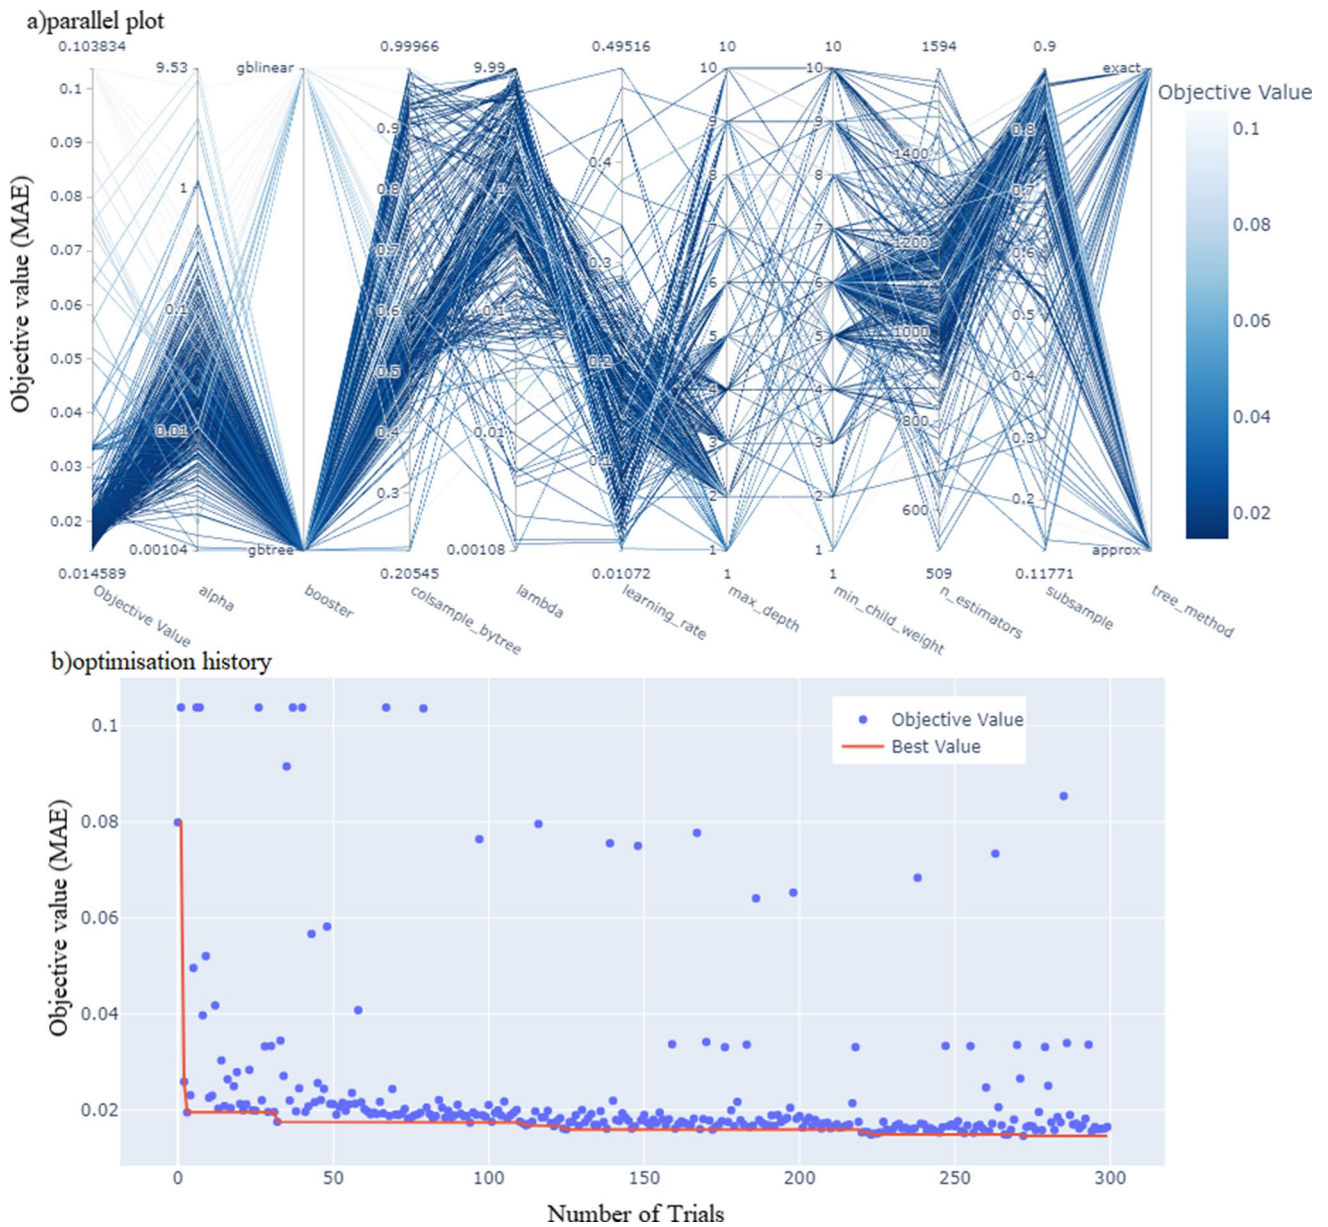 a)parallel plot
0.103834 0.99966 0.49516 10 10 1594 0.9
9.53 gblinear 9.99 10 10 exact
Objective Value
0.1 0.9 0.4 9 9 1400 0.8 0.1
0.09 0.8 8 8 0.7
0.08 1 0.7 1 0.3 7 7 1200 0.6 0.08
0.07 0.6 6 6 0.5
0.06 0.1 0.5 0.1 0.2 5 5 1000 0.4 0.06
0.05 0.4 4 4 0.3
0.04 0.01 0.3 0.01 0.1 3 3 800 0.2 0.04
0.03 2 2 600
0.02 0.02
0.00104 gbtree 0.00108 1 1 approx
0.014589 0.20545 0.01072 1 1 509 0.11771
Objective Value alpha booster colsample_bytree lambda learning_rate max_depth min_child_weight n_estimators subsample tree_method
Objective value (MAE)
b)optimisation history
Objective Value
Best Value
0.1
0.08
0.06
0.04
0.02
0 50 100 150 200 250 300
Objective value (MAE)
Number of Trials